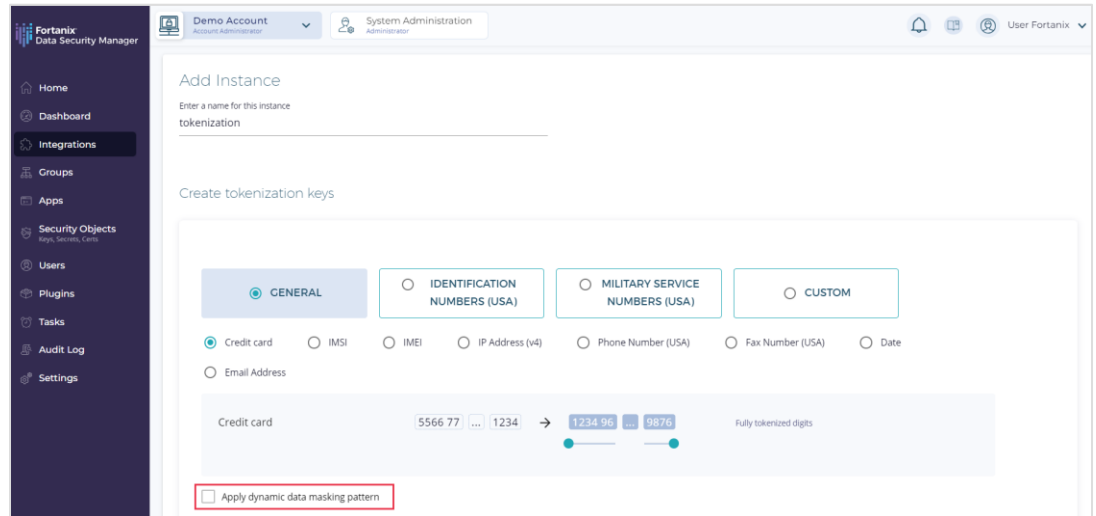 Fortanix®
Data Security Manager
Demo Account
Account Administrator
System Administration
Administrator
User Fortanix
Home
Dashboard
Integrations
Groups
Apps
Security Objects
Keys, Secrets, Certs
Users
Plugins
Tasks
Audit Log
Settings
Add Instance
Enter a name for this instance
tokenization
Create tokenization keys
GENERAL
IDENTIFICATION
NUMBERS (USA)
MILITARY SERVICE
NUMBERS (USA)
CUSTOM
Credit card IMSI IMEI IP Address (v4) Phone Number (USA) Fax Number (USA) Date
Email Address
Credit card 5566 77 ... 1234 → 1234 96 ... 9876 Fully tokenized digits
Apply dynamic data masking pattern